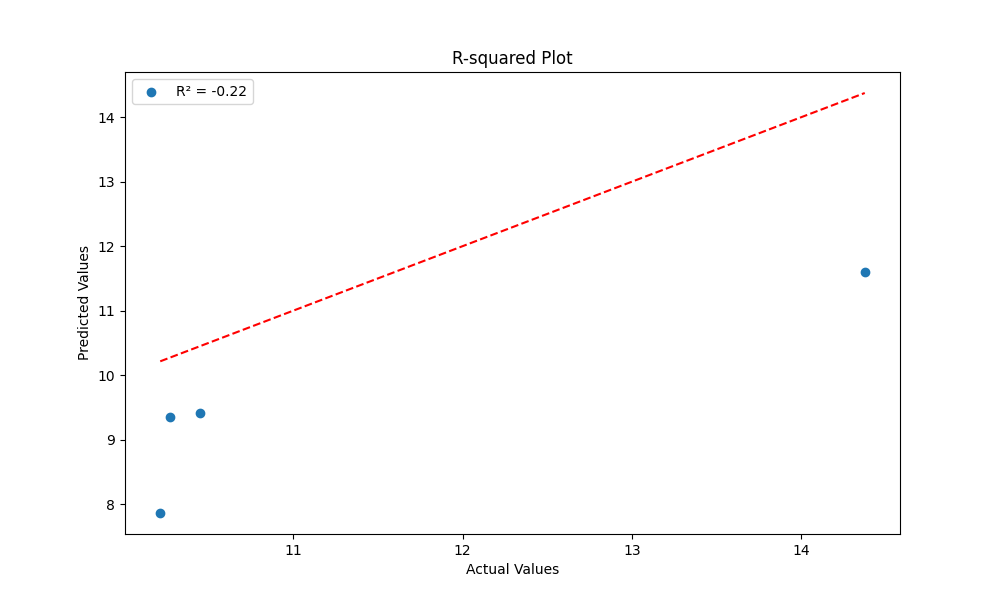 R-squared Plot
R² = -0.22
14
13
12
11
10
9
8
Predicted Values
11 12 13 14
Actual Values